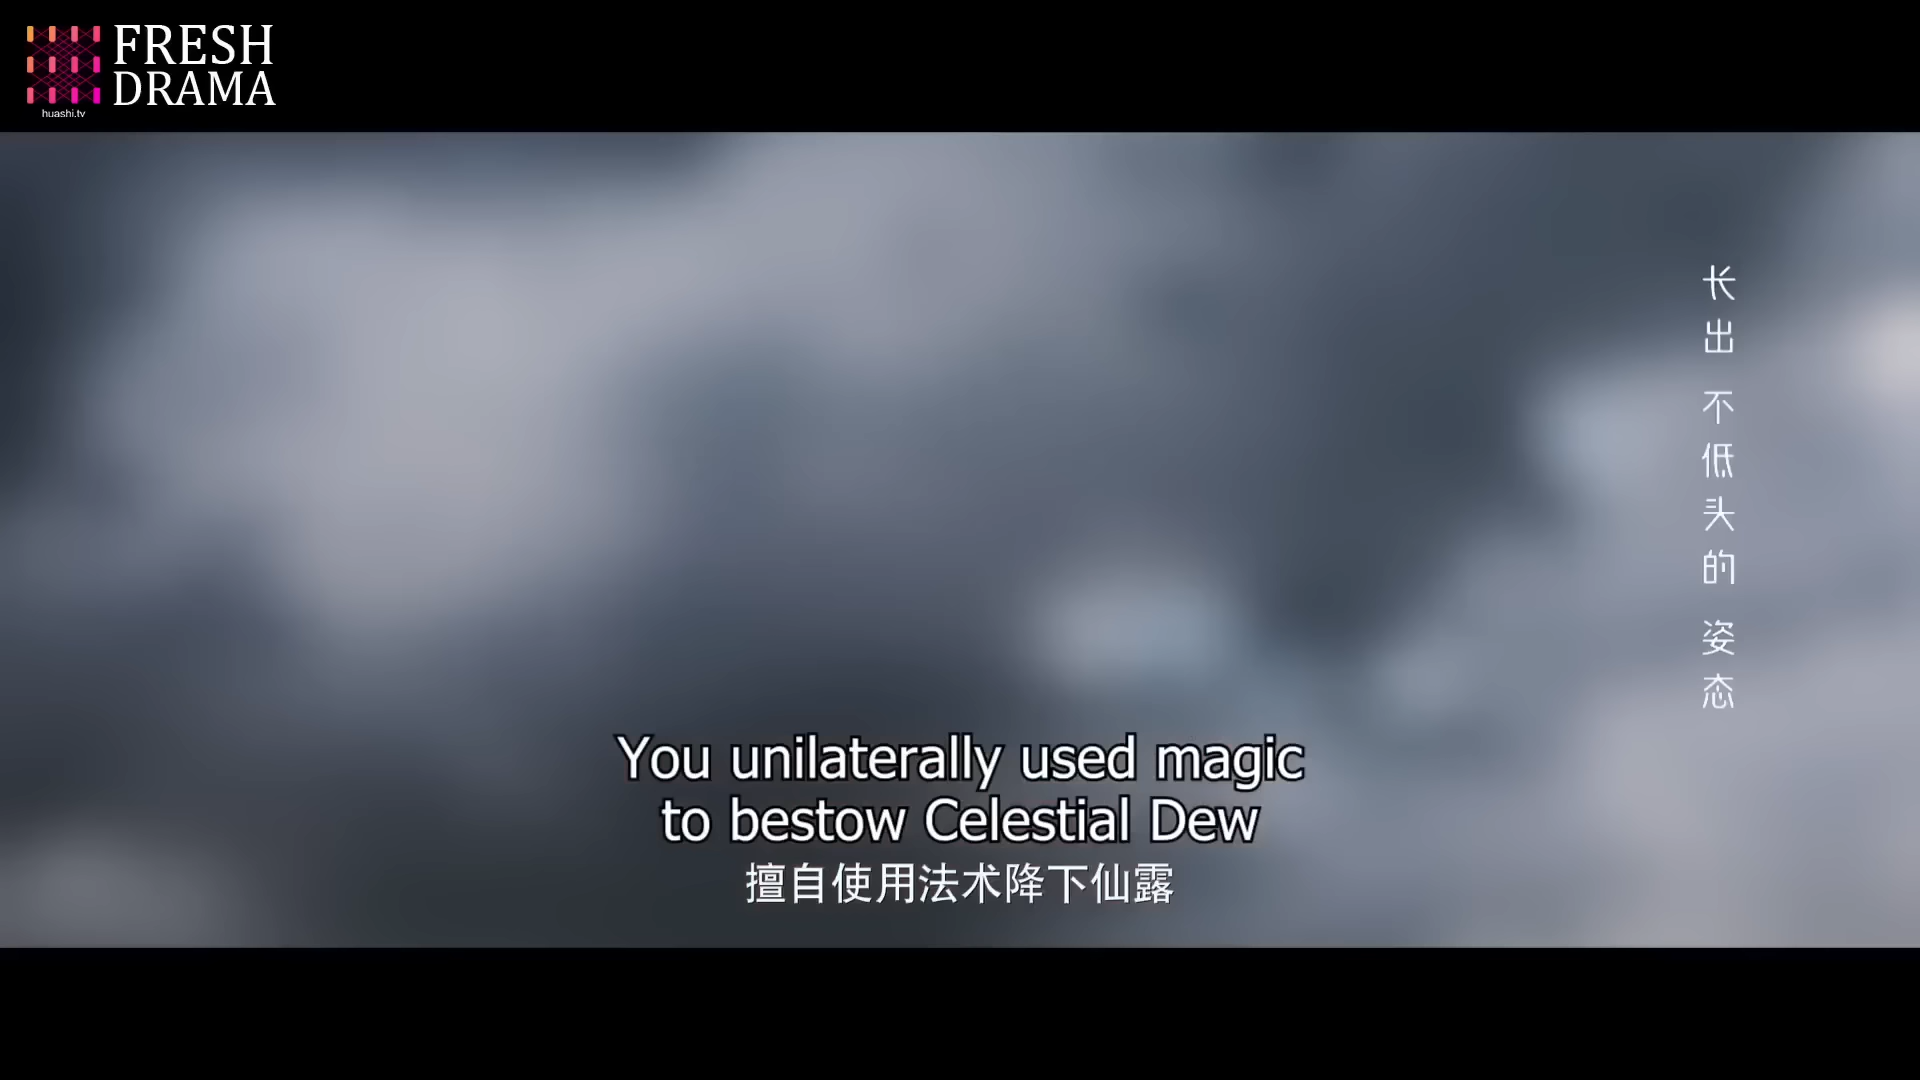 FRESH
DRAMA
huashi.tv
长出 不低头的 姿态
You unilaterally used magic
to bestow Celestial Dew
擅自使用法术降下仙露